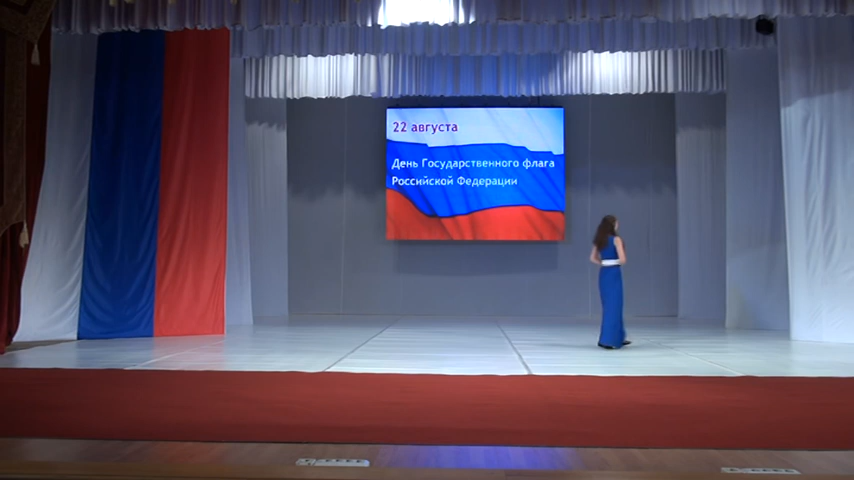 22 августа
День Государственного флага
Российской Федерации